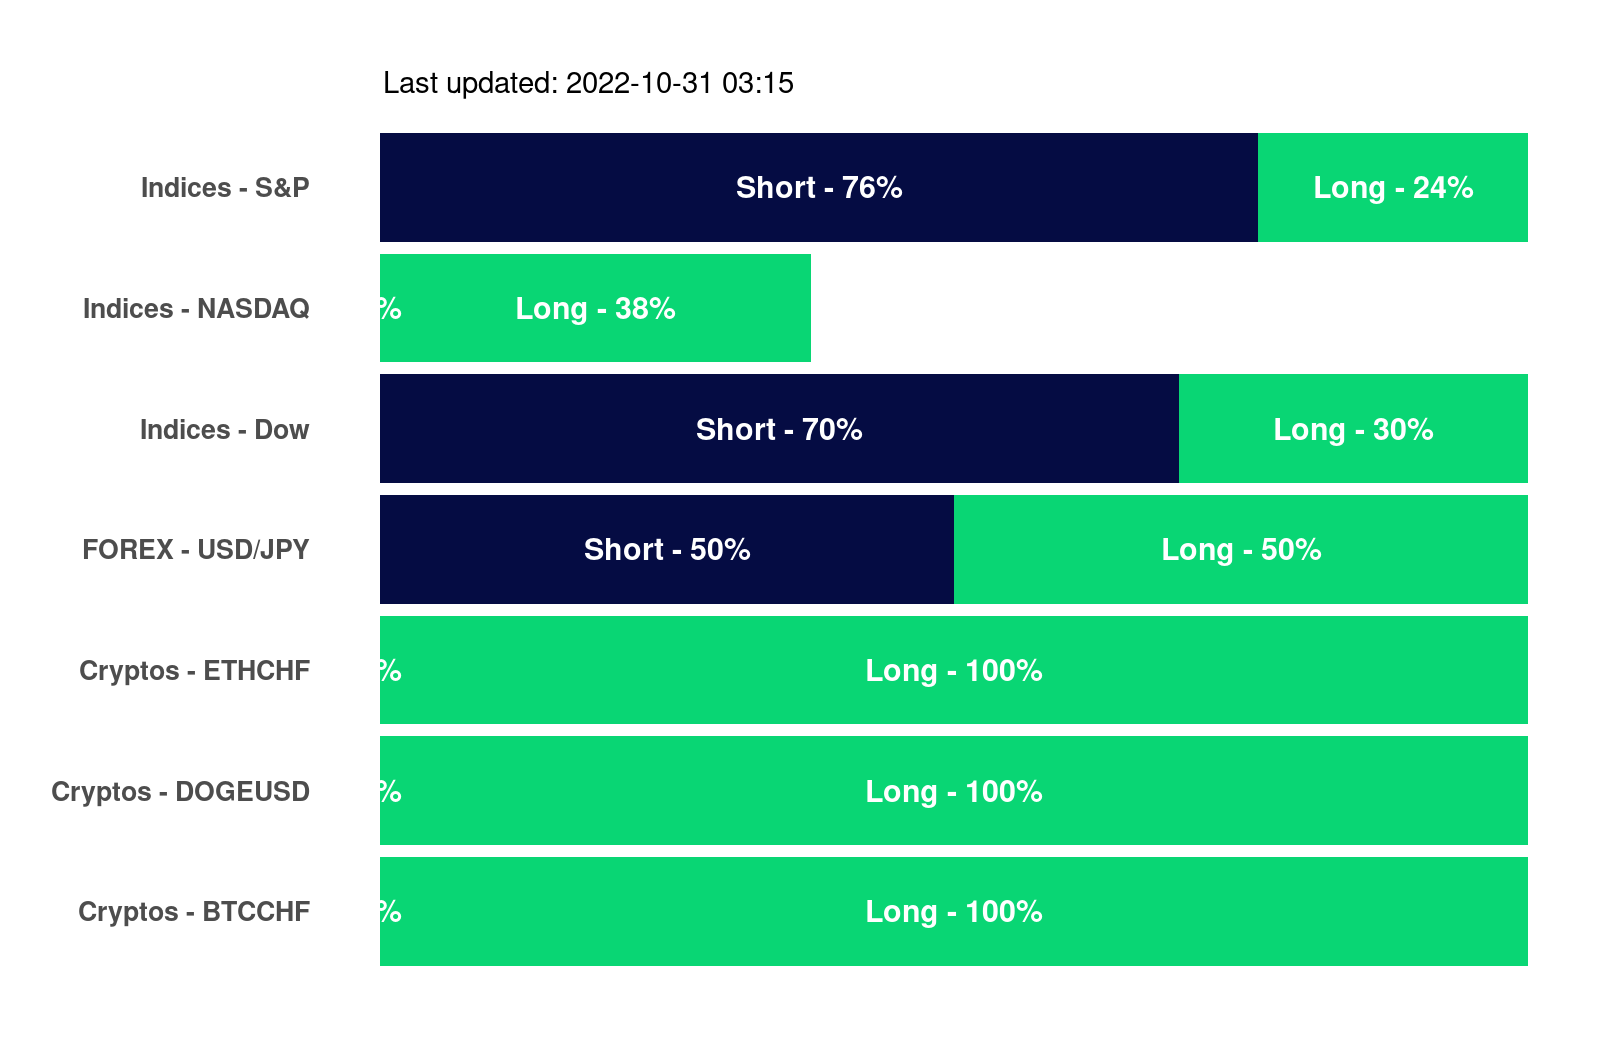 Last updated: 2022-10-31 03:15
Indices - S&P Short - 76% Long - 24%
Indices - NASDAQ % Long - 38%
Indices - Dow Short - 70% Long - 30%
FOREX - USD/JPY Short - 50% Long - 50%
Cryptos - ETHCHF % Long - 100%
Cryptos - DOGEUSD % Long - 100%
Cryptos - BTCCHF % Long - 100%